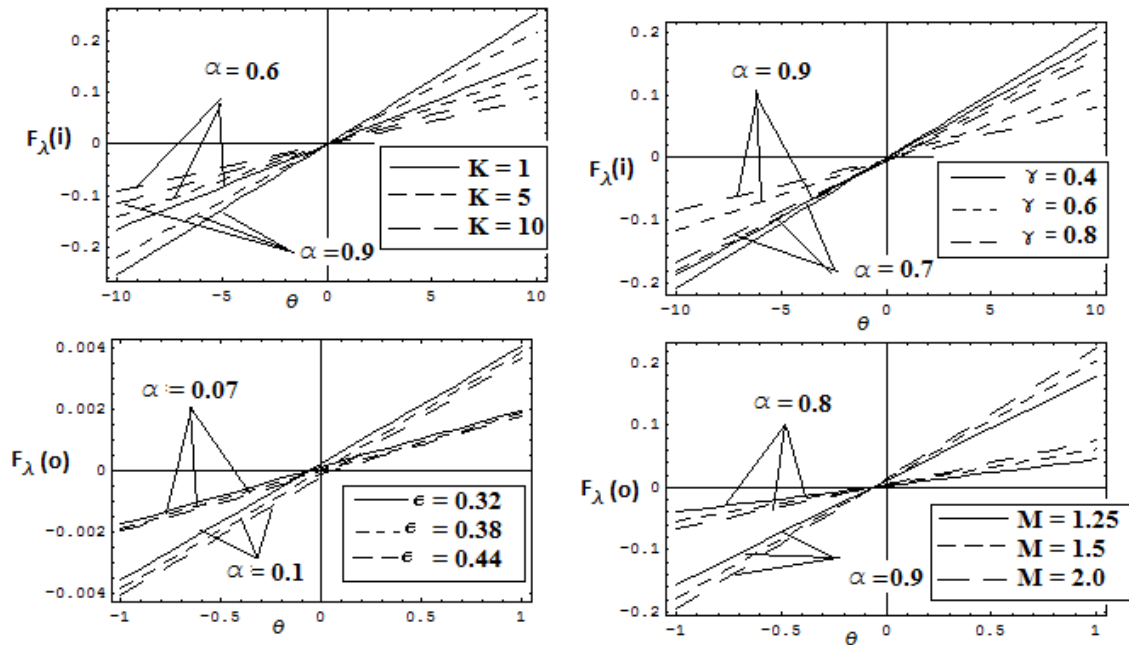 0.2
0.1
0
-0.1
-0.2
F_λ(i)
α = 0.6
α = 0.9
K = 1
K = 5
K = 10
-10
-5
0
5
10
θ
0.2
0.1
0
-0.1
-0.2
F_λ(i)
α = 0.9
α = 0.7
ɤ = 0.4
ɤ = 0.6
ɤ = 0.8
-10
-5
0
5
10
θ
0.004
0.002
0
-0.002
-0.004
F_λ (o)
α = 0.07
α = 0.1
ϵ = 0.32
ϵ = 0.38
ϵ = 0.44
-1
-0.5
0
0.5
1
θ
0.2
0.1
0
-0.1
-0.2
F_λ (o)
α = 0.8
α = 0.9
M = 1.25
M = 1.5
M = 2.0
-1
-0.5
0
0.5
1
θ